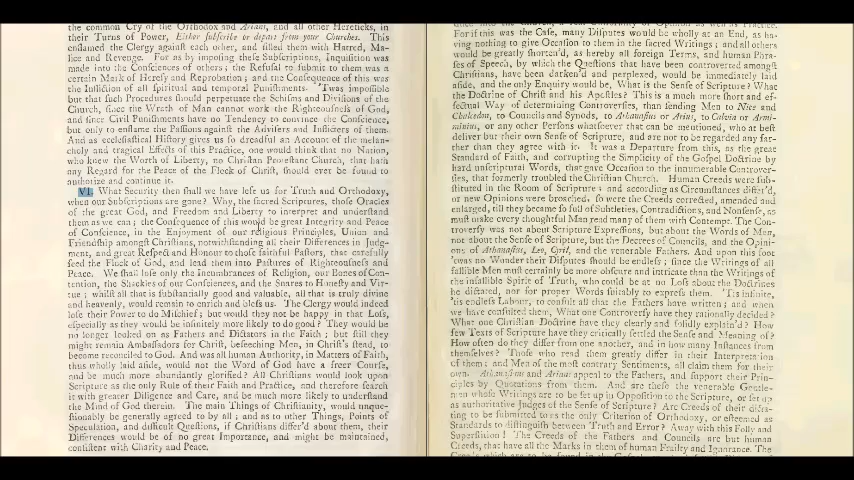 the common Cry of the Orthodox and Arians, and all other Hereticks, in
their Turns of Power, Either subscribe or depart from your Churches. This
enflamed the Clergy against each other, and filled them with Hatred, Ma-
lice and Revenge. For as by imposing these Subscriptions, Inquisition was
made into the Consciences of others; the Refusal to submit to them was a
certain Mark of Heresy and Reprobation; and the Consequence of this was
the Infliction of all spiritual and temporal Punishments. 'Twas impossible
but that such Procedures should perpetuate the Schisms and Divisions of the
Church, since the Wrath of Man cannot work the Righteousness of God,
and since Civil Punishments have no Tendency to convince the Conscience,
but only to enflame the Passions against the Advisers and Inflicters of them.
And as ecclesiastical History gives us so dreadful an Account of the melan-
choly and tragical Effects of this Practice, one would think that no Nation,
who knew the Worth of Liberty, no Christian Protestant Church, that hath
any Regard for the Peace of the Flock of Christ, should ever be found to
authorize and continue it.
VI. What Security then shall we have left us for Truth and Orthodoxy,
when our Subscriptions are gone? Why, the sacred Scriptures, those Oracles
of the great God, and Freedom and Liberty to interpret and understand
them as we can; the Consequence of this would be great Integrity and Peace
of Conscience, in the Enjoyment of our religious Principles, Union and
Friendship amongst Christians, notwithstanding all their Differences in Judg-
ment, and great Respect and Honour to those faithful Pastors, that carefully
feed the Flock of God, and lead them into Pastures of Righteousness and
Peace. We shall lose only the Incumbrances of Religion, our Bones of Con-
tention, the Shackles of our Consciences, and the Snares to Honesty and Vir-
tue; whilst all that is substantially good and valuable, all that is truly divine
and heavenly, would remain to enrich and bless us. The Clergy would indeed
lose their Power to do Mischief; but would they not be happy in that Loss,
especially as they would be infinitely more likely to do good? They would be
no longer looked on as Fathers and Dictators in the Faith; but still they
might remain Ambassadors for Christ, beseeching Men, in Christ's stead, to
become reconciled to God. And was all human Authority, in Matters of Faith,
thus wholly laid aside, would not the Word of God have a freer Course,
and be much more abundantly glorified? All Christians would look upon
Scripture as the only Rule of their Faith and Practice, and therefore search
it with greater Diligence and Care, and be much more likely to understand
the Mind of God therein. The main Things of Christianity, would unque-
stionably be generally agreed to by all; and as to other Things, Points of
Speculation, and difficult Questions, if Christians differ'd about them, their
Differences would be of no great Importance, and might be maintained,
consistent with Charity and Peace.
For if this was the Case, many Disputes would be wholly at an End, as ha-
ving nothing to give Occasion to them in the sacred Writings; and all others
would be greatly shorten'd, as hereby all foreign Terms, and human Phra-
ses of Speech, by which the Questions that have been controverted amongst
Christians, have been darken'd and perplexed, would be immediately laid
aside, and the only Enquiry would be, What is the Sense of Scripture? What
the Doctrine of Christ and his Apostles? This is a much more short and ef-
fectual Way of determining Controversies, than sending Men to Nice and
Chalcedon, to Councils and Synods, to Athanasius or Arius, to Calvin or Armi-
minius, or any other Persons whatsoever that can be mentioned, who at best
deliver but their own Sense of Scripture, and are not to be regarded any far-
ther than they agree with it. It was a Departure from this, as the great
Standard of Faith, and corrupting the Simplicity of the Gospel Doctrine by
hard unscriptural Words, that gave Occasion to the innumerable Controver-
sies, that formerly troubled the Christian Church. Human Creeds were sub-
stituted in the Room of Scripture; and according as Circumstances differ'd,
or new Opinions were broached, so were the Creeds corrected, amended and
enlarged, till they became so full of Subtleties, Contradictions, and Nonsense, as
must make every thoughtful Man read many of them with Contempt. The Con-
troversy was not about Scripture Expressions, but about the Words of Men,
not about the Sense of Scripture, but the Decrees of Councils, and the Opini-
ons of Athanasius, Leo, Cyril, and the venerable Fathers. And upon this foot
'twas no Wonder their Disputes should be endless; since the Writings of all
fallible Men must certainly be more obscure and intricate than the Writings of
the infallible Spirit of Truth, who could be at no Loss about the Doctrines
he dictated, nor for proper Words suitably to express them. 'Tis infinite,
'tis endless Labour, to consult all that the Fathers have written; and when
we have consulted them, What one Controversy have they rationally decided?
What one Christian Doctrine have they clearly and solidly explain'd? How
few Texts of Scripture have they critically settled the Sense and Meaning of?
How often do they differ from one another, and in how many Instances from
themselves? Those who read them greatly differ in their Interpretation
of them; and Men of the most contrary Sentiments, all claim them for their
own. Athanasius and Arians appeal to the Fathers, and support their Prin-
ciples by Quotations from them. And are these the venerable Gentle-
men whose Writings are to be set up in Opposition to the Scripture, or set up
as authoritative Judges of the Sense of Scripture? Are Creeds of their dicta-
ting to be submitted to as the only Criterion of Orthodoxy, or esteemed as
Standards to distinguish between Truth and Error? Away with this Folly and
Superstition! The Creeds of the Fathers and Councils are but human
Creeds, that have all the Marks in them of human Frailty and Ignorance. The